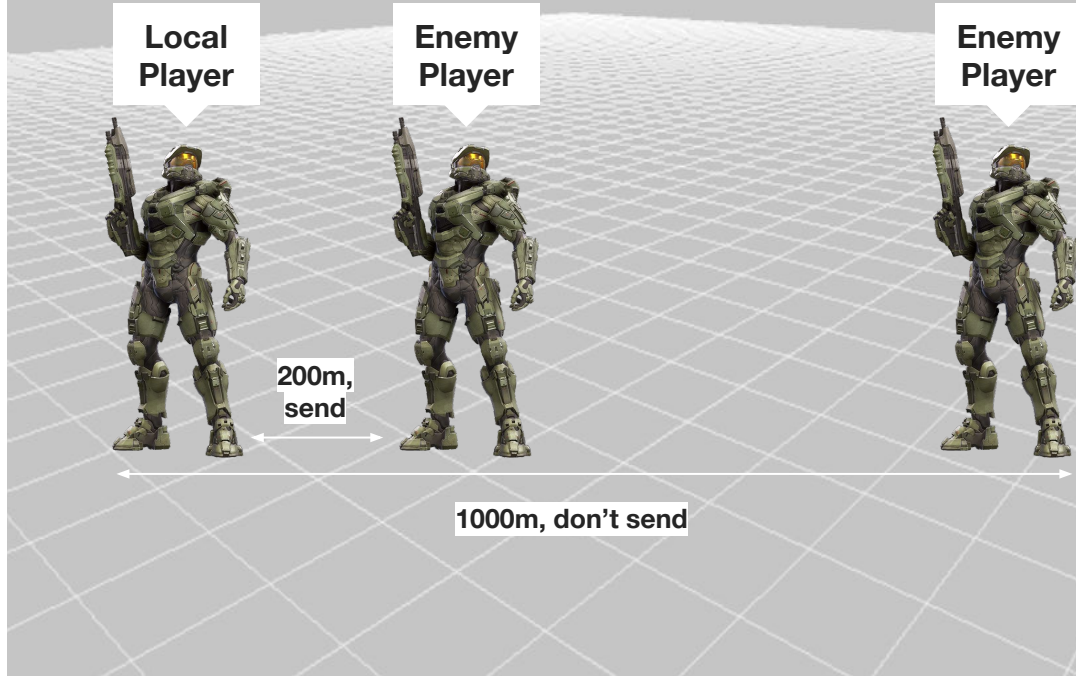 Local
Player
Enemy
Player
Enemy
Player
200m,
send
1000m, don’t send